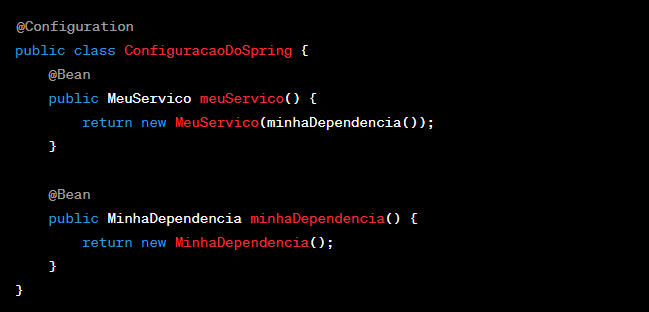 @Configuration
public class ConfiguracaoDoSpring {
    @Bean
    public MeuServico meuServico() {
        return new MeuServico(minhaDependencia());
    }

    @Bean
    public MinhaDependencia minhaDependencia() {
        return new MinhaDependencia();
    }
}